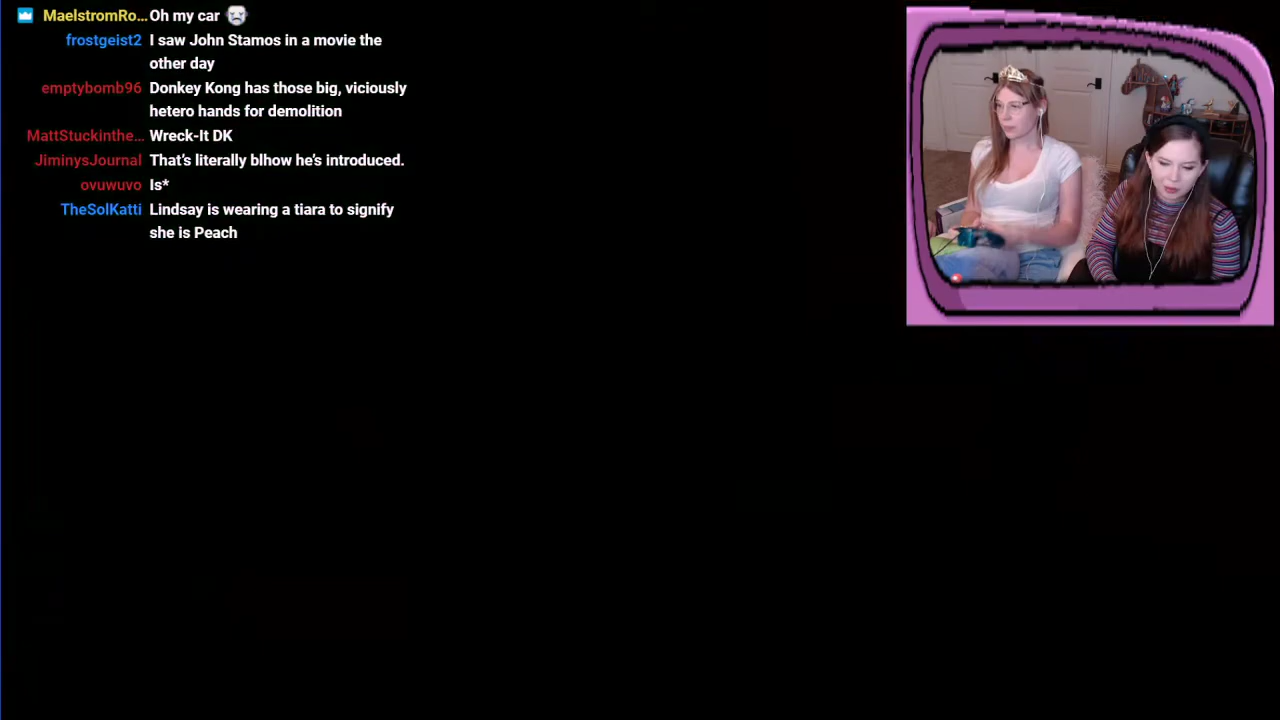 MaelstromRo... Oh my car
frostgeist2 I saw John Stamos in a movie the
other day
emptybomb96 Donkey Kong has those big, viciously
hetero hands for demolition
MattStuckinthe... Wreck-It DK
JiminysJournal That's literally blhow he's introduced.
ovuwuvo Is*
TheSolKatti Lindsay is wearing a tiara to signify
she is Peach